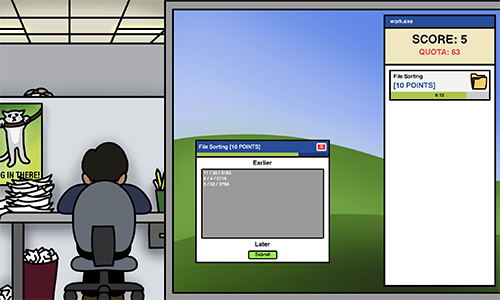 work.exe
SCORE: 5
QUOTA: 63
File Sorting
[10 POINTS]
File Sorting [10 POINTS]
X
Earlier
Later
Submit
G IN THERE!